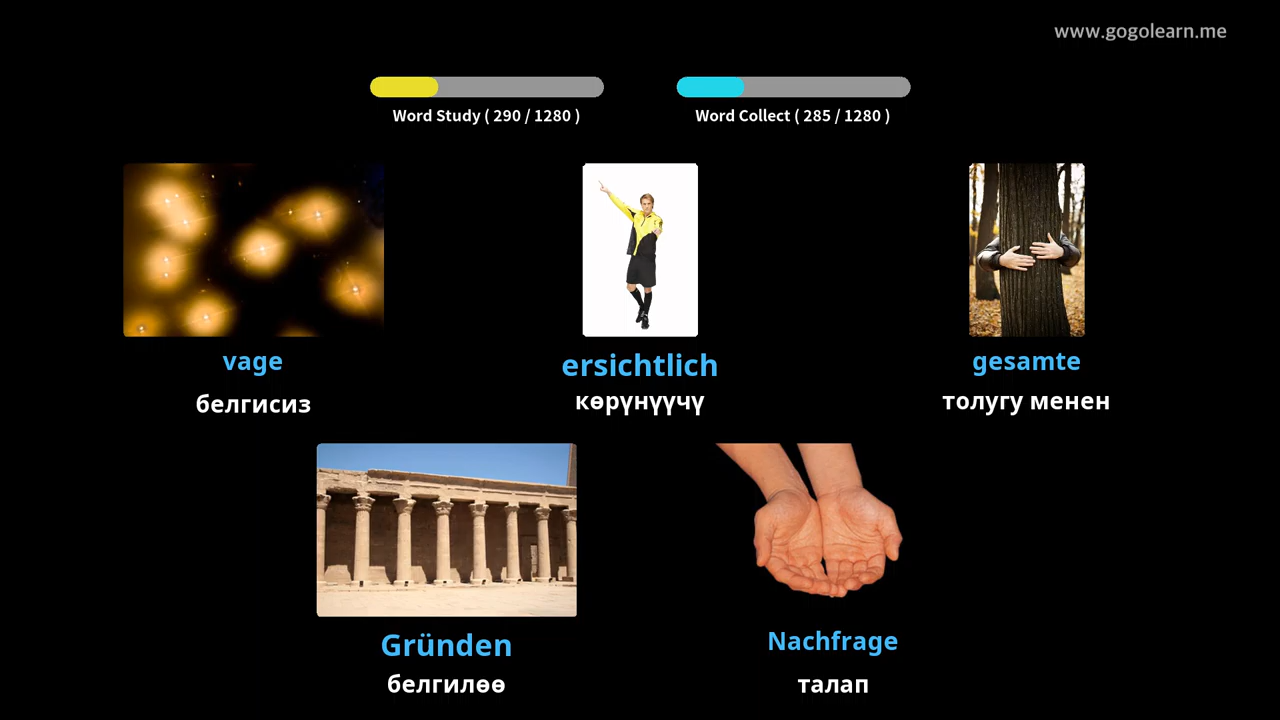 www.gogolearn.me
Word Study ( 290 / 1280 )
Word Collect ( 285 / 1280 )
vage
белгисиз
ersichtlich
көрүнүүчү
gesamte
толугу менен
Gründen
белгилөө
Nachfrage
талап